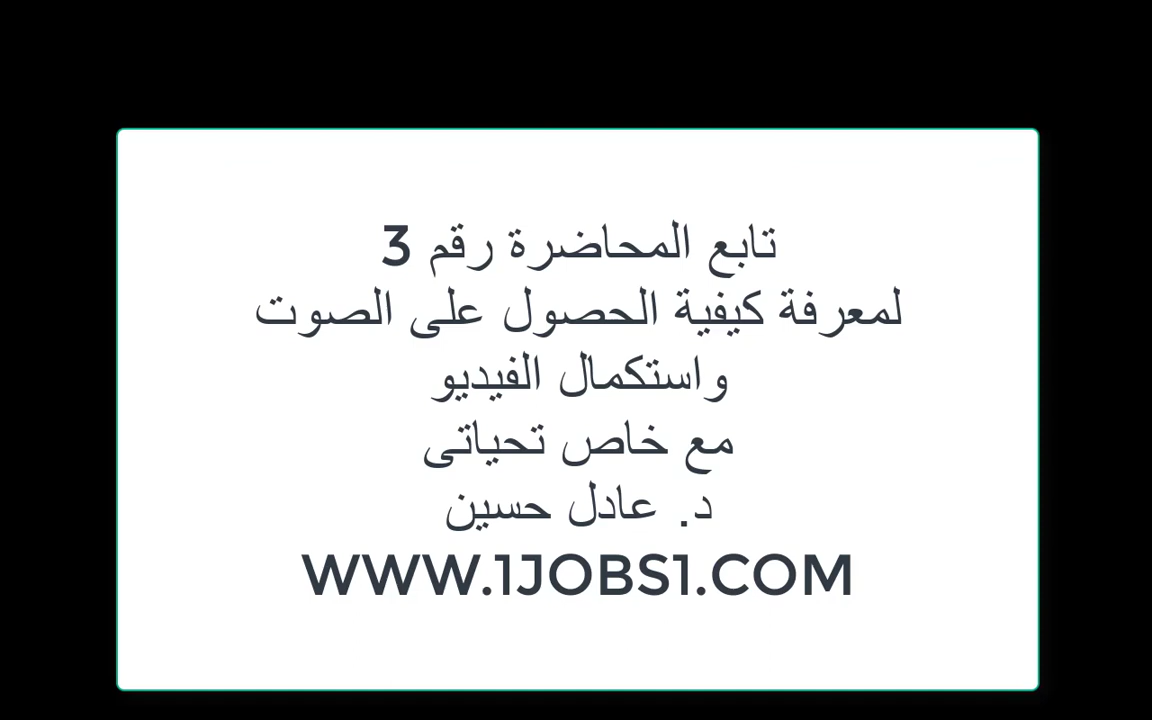 تابع المحاضرة رقم 3
لمعرفة كيفية الحصول على الصوت
واستكمال الفيديو
مع خاص تحياتى
د. عادل حسين
WWW.1JOBS1.COM